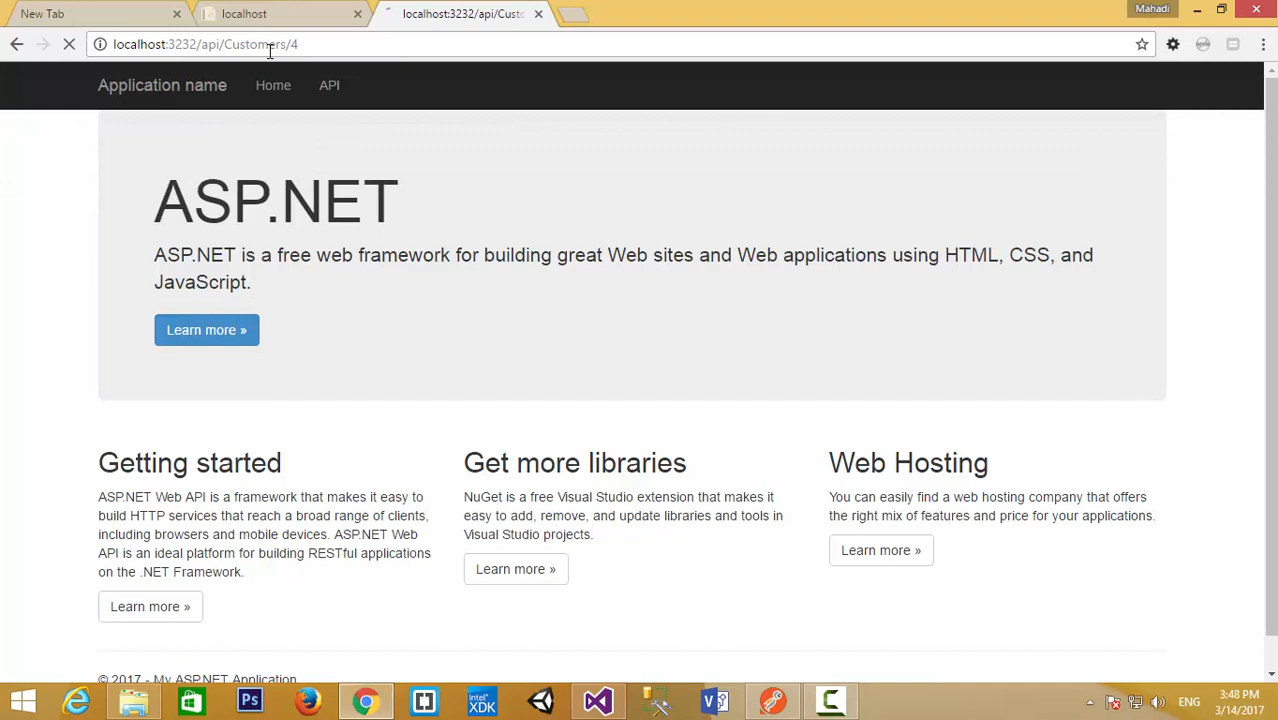 New Tab
localhost
localhost:3232/api/Custo
Mahadi
localhost:3232/api/Customers/4
Application name Home API
ASP.NET
ASP.NET is a free web framework for building great Web sites and Web applications using HTML, CSS, and
JavaScript.
Learn more »
Getting started
ASP.NET Web API is a framework that makes it easy to
build HTTP services that reach a broad range of clients,
including browsers and mobile devices. ASP.NET Web
API is an ideal platform for building RESTful applications
on the .NET Framework.
Learn more »
Get more libraries
NuGet is a free Visual Studio extension that makes it
easy to add, remove, and update libraries and tools in
Visual Studio projects.
Learn more »
Web Hosting
You can easily find a web hosting company that offers
the right mix of features and price for your applications.
Learn more »
© 2017 - My ASP.NET Application
Ps
intel
XDK
ENG
3:48 PM
3/14/2017